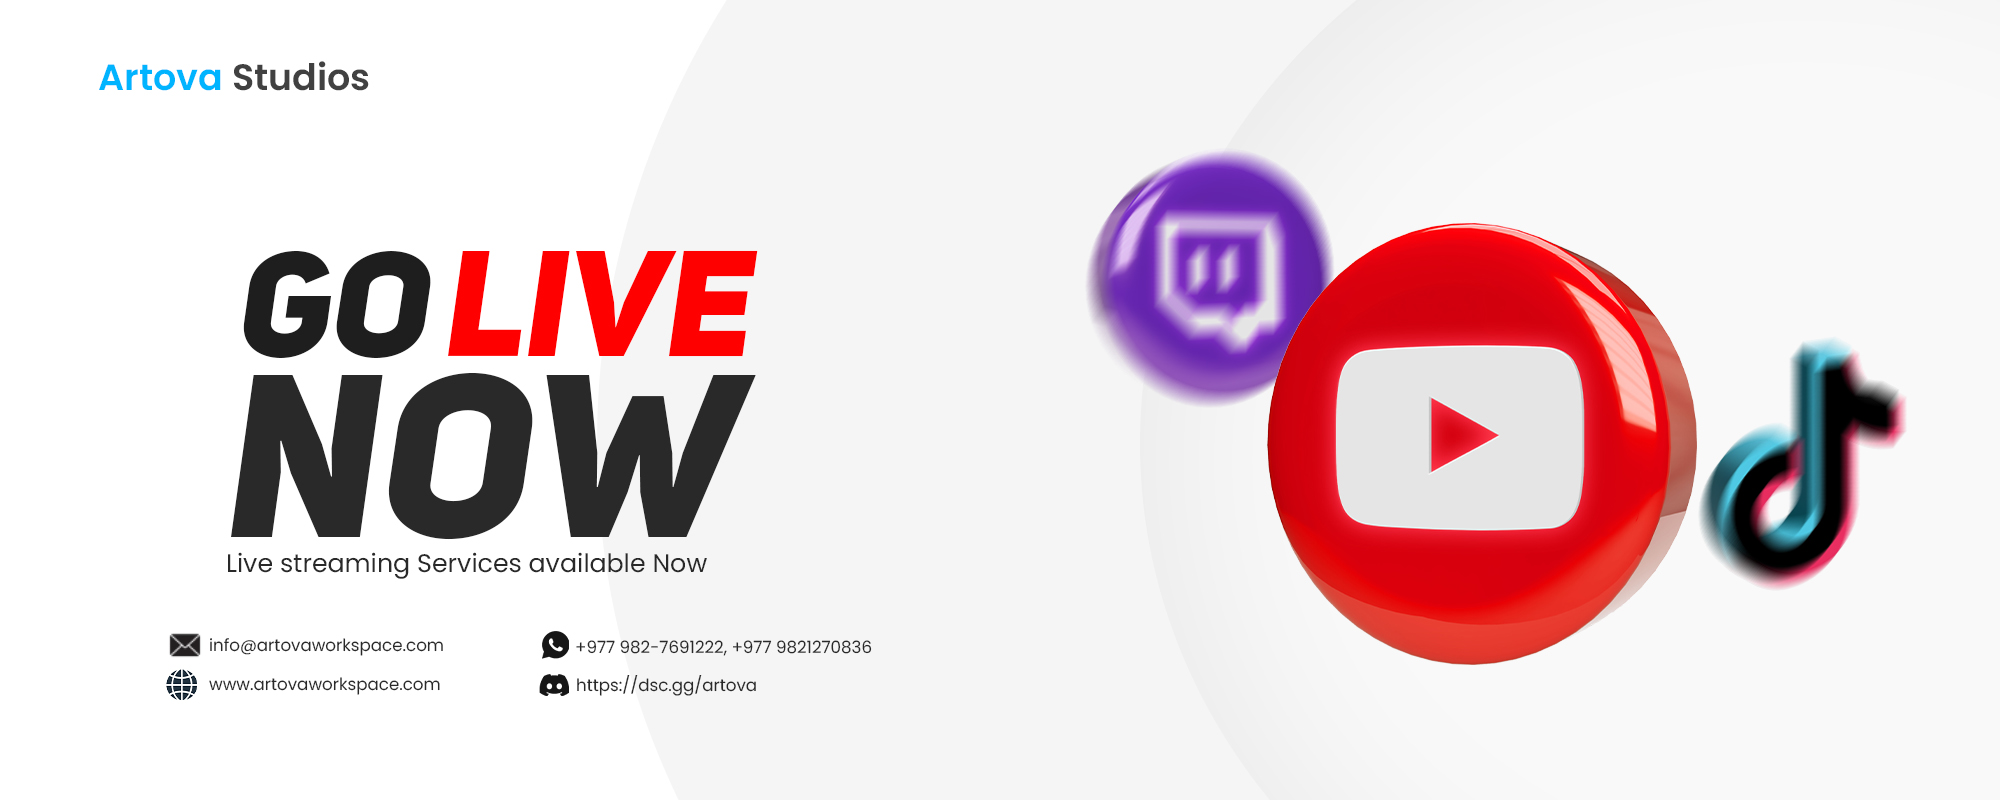 Artova Studios
GO LIVE
NOW
Live streaming Services available Now
info@artovaworkspace.com
+977 982-7691222, +977 9821270836
www.artovaworkspace.com
https://dsc.gg/artova